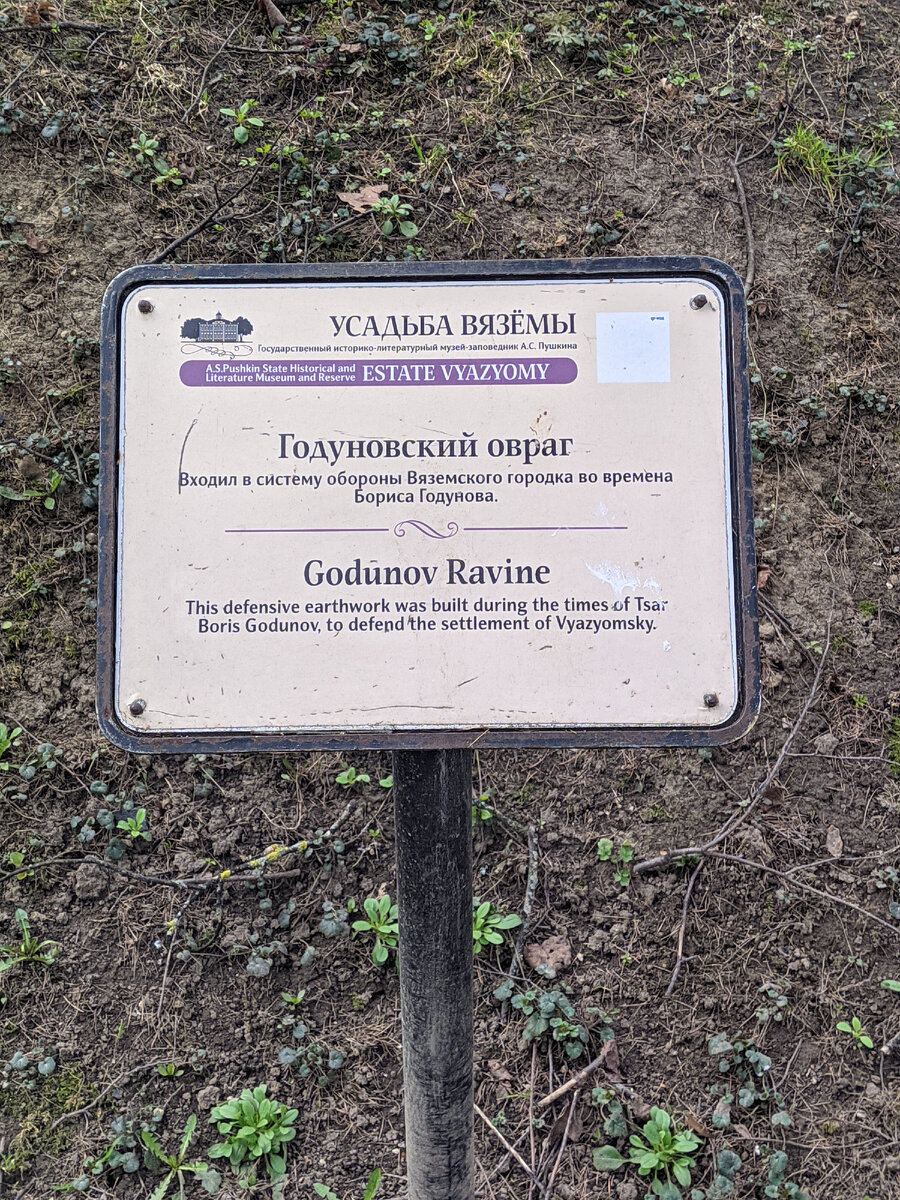 УСАДЬБА ВЯЗЁМЫ
Государственный историко-литературный музей-заповедник А.С. Пушкина
A.S.Pushkin State Historical and
Literature Museum and Reserve
ESTATE VYAZYOMY
Годуновский овраг
Входил в систему обороны Вяземского городка во времена
Бориса Годунова.
Godunov Ravine
This defensive earthwork was built during the times of Tsar
Boris Godunov, to defend the settlement of Vyazyomsky.